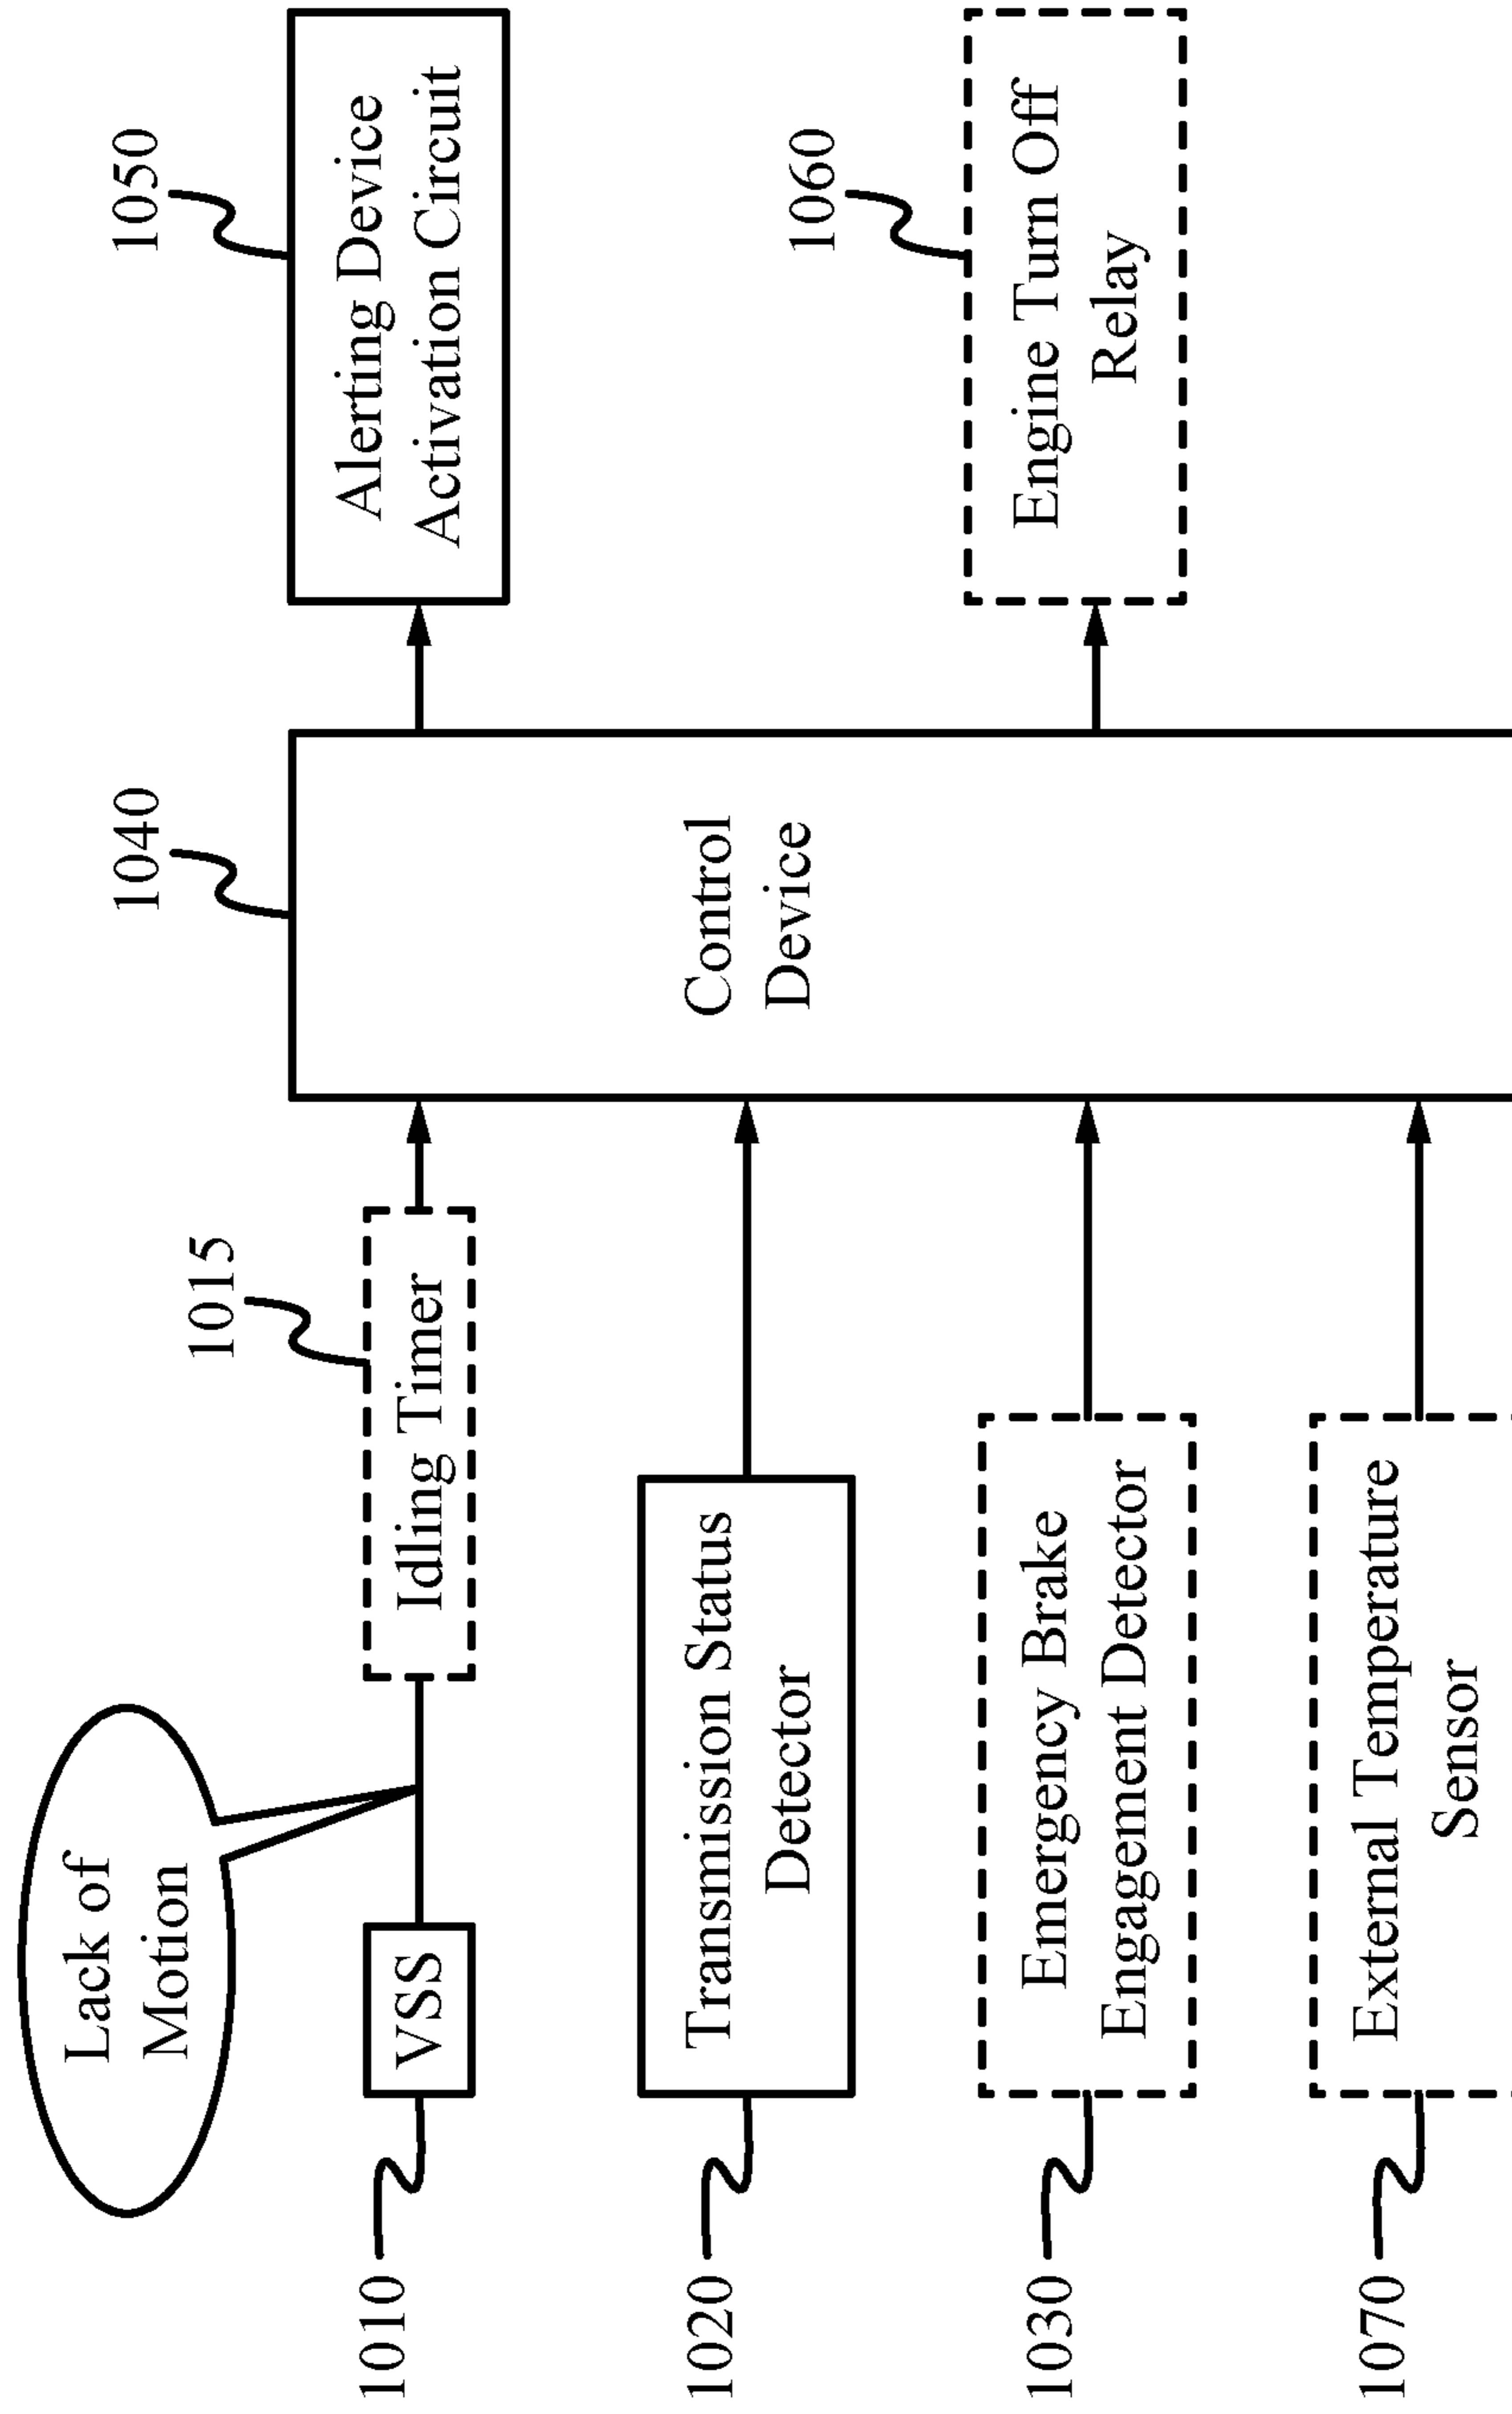 Lack of
Motion
1010
VSS
1015
Idling Timer
1040
Control
Device
1050
Alerting Device
Activation Circuit
1020
Transmission Status
Detector
1030
Emergency Brake
Engagement Detector
1060
Engine Turn Off
Relay
1070
External Temperature
Sensor